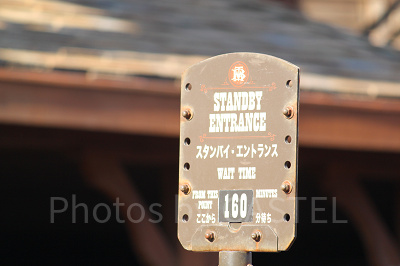 STANDBY
ENTRANCE
スタンバイ・エントランス
WAIT TIME
FROM THIS POINT 160 MINUTES
ここから 分待ち
Photos by